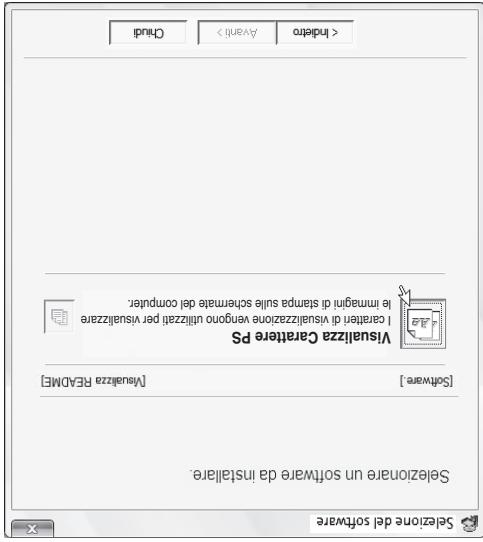 Selezione del software
Selezionare un software da installare.
[Software.] [Visualizza README]
Visualizza Carattere PS
I caratteri di visualizzazione vengono utilizzati per visualizzare
le immagini di stampa sulle schermate del computer.
< Indietro Avanti > Chiudi